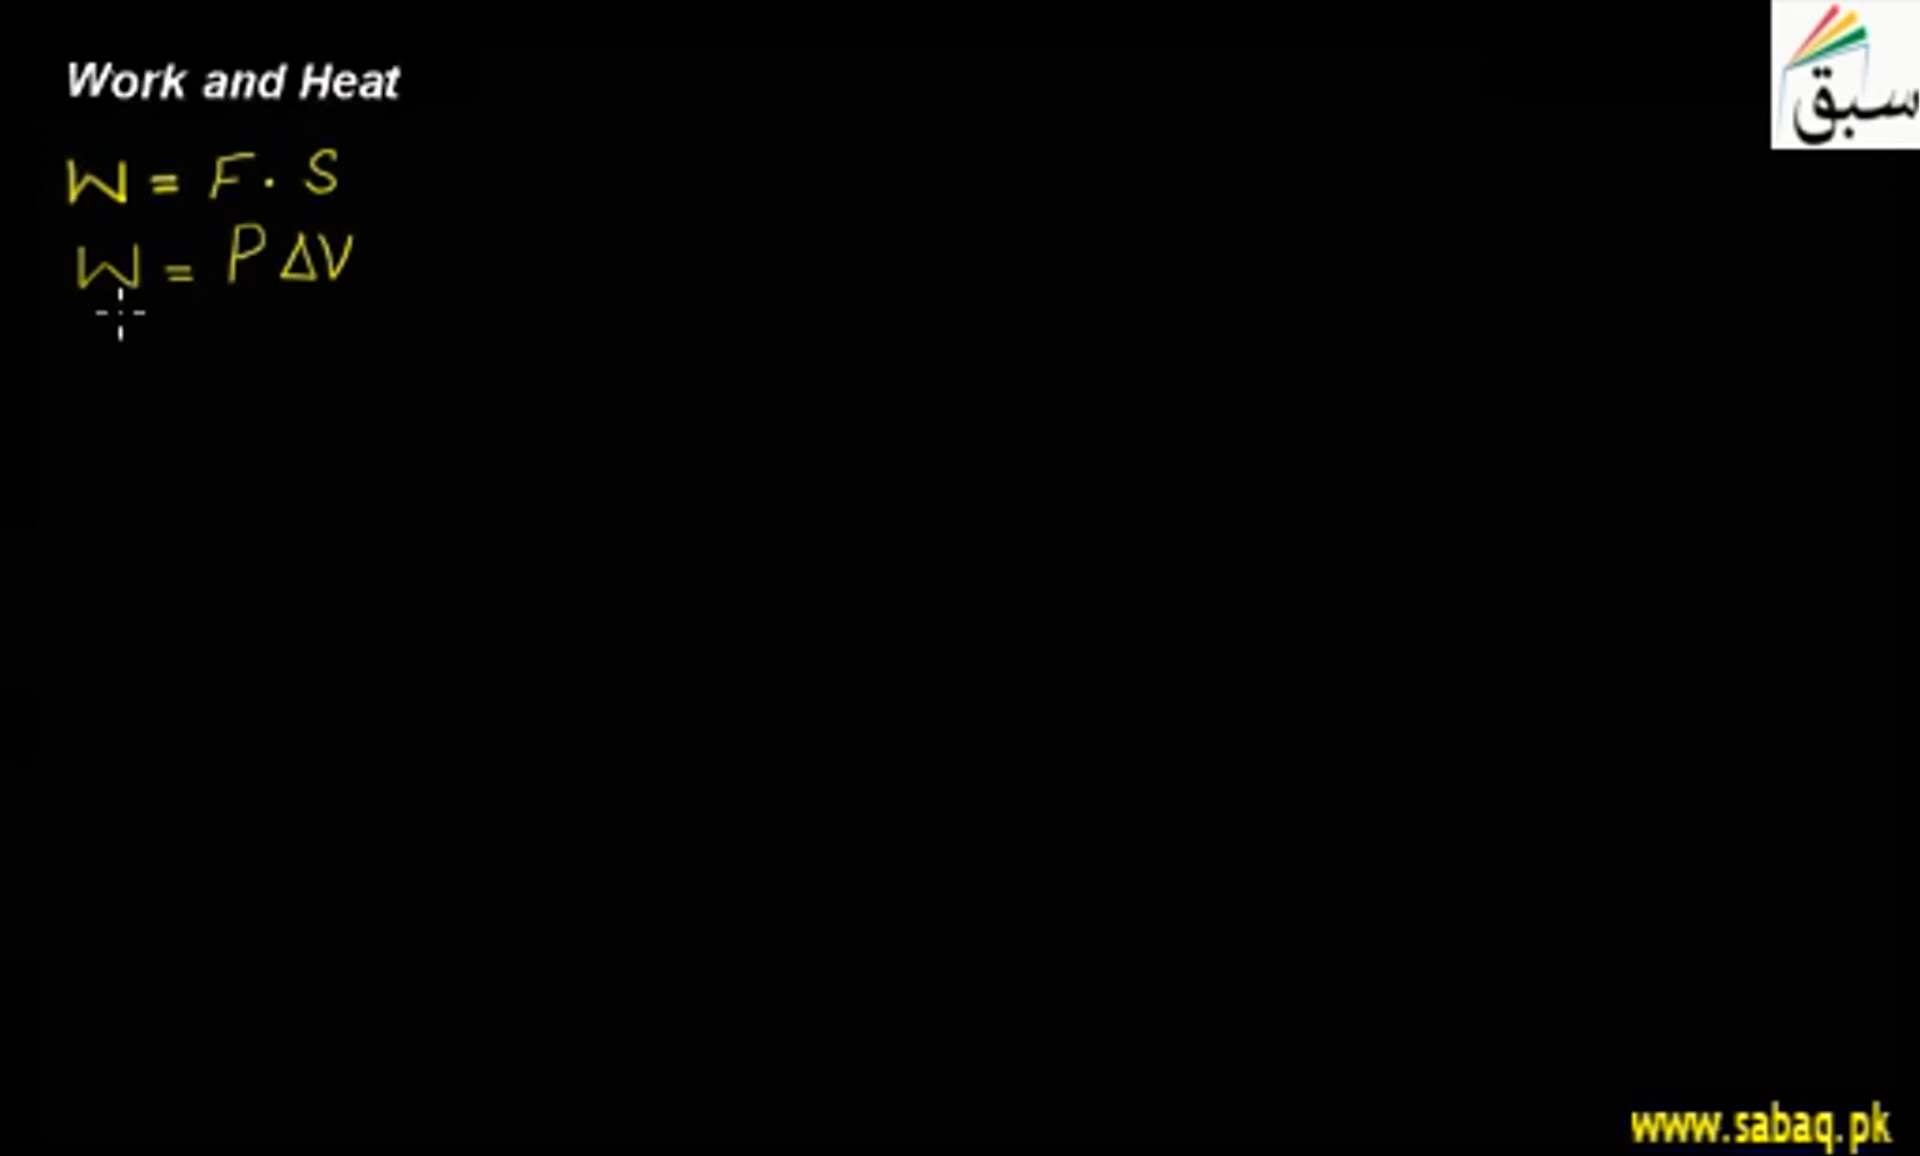 Work and Heat
سبق
W = F . S
W = P ΔV
www.sabaq.pk